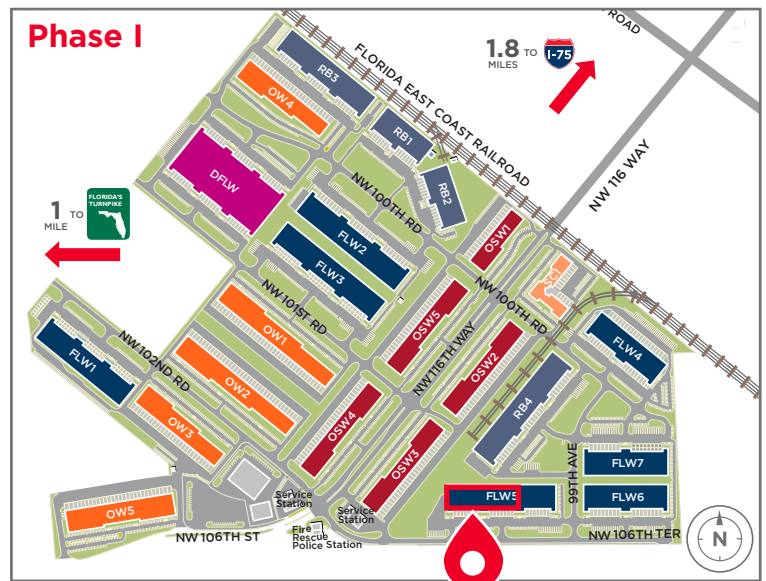 Phase I
1.8 TO
MILES
I-75
ROAD
FLORIDA EAST COAST RAILROAD
NW 116 WAY
RB3
OW4
RB1
DFLW
NW 100TH RD
RB2
1 TO
MILE
FLORIDA'S
TURNPIKE
FLW2
FLW3
OSW1
SC1
NW 101ST RD
NW 100TH RD
OW1
OSW5
NW 116TH WAY
OSW2
FLW4
FLW1
NW 102ND RD
OW2
RB4
OW3
OSW4
OSW3
99TH AVE
FLW7
FLW5
FLW6
OW5
Service
Station
Service
Station
NW 106TH ST
Fire
Rescue
Police Station
NW 106TH TER
N